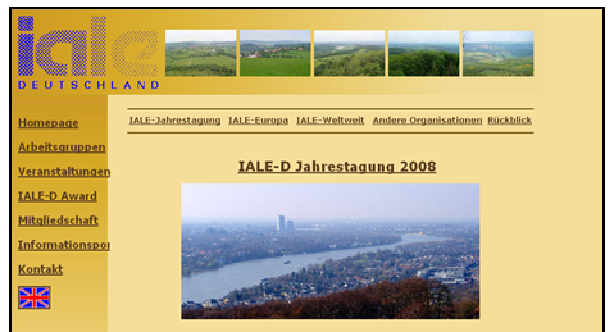 iale
DEUTSCHLAND
IALE-Jahrestagung IALE-Europa IALE-Weltweit Andere Organisationen Rückblick
Homepage
Arbeitsgruppen
Veranstaltungen
IALE-D Award
Mitgliedschaft
Informationspor
Kontakt
IALE-D Jahrestagung 2008